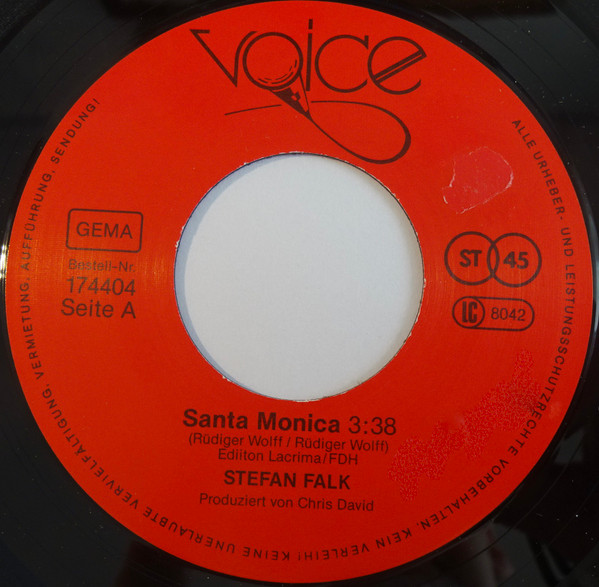 Voice
GEMA
Bestell-Nr.
174404
Seite A
ST 45
LC 8042
Santa Monica 3:38
(Rüdiger Wolff / Rüdiger Wolff)
Ediiton Lacrima/FDH
STEFAN FALK
Produziert von Chris David
ALLE URHEBER- UND LEISTUNGSSCHUTZRECHTE VORBEHALTEN. KEIN VERLEIH! KEINE UNERLAUBTE VERVIELFÄLTIGUNG, VERMIETUNG, AUFFÜHRUNG, SENDUNG!